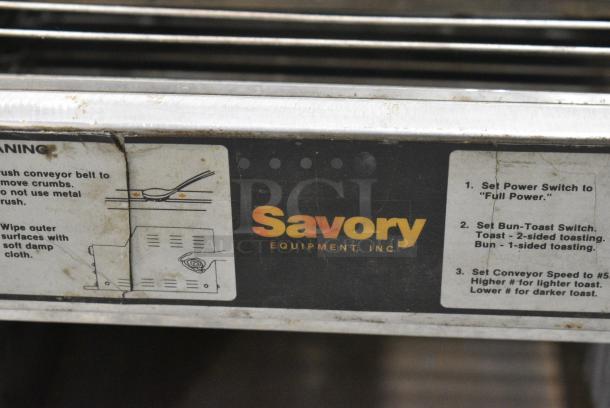 ANING
rush conveyor belt to
move crumbs.
o not use metal
rush.
Wipe outer
surfaces with
soft damp
cloth.
PCI
Savory
EQUIPMENT, INC
1. Set Power Switch to
"Full Power."
2. Set Bun-Toast Switch.
Toast - 2-sided toasting.
Bun - 1-sided toasting.
3. Set Conveyor Speed to #5
Higher # for lighter toast.
Lower # for darker toast.